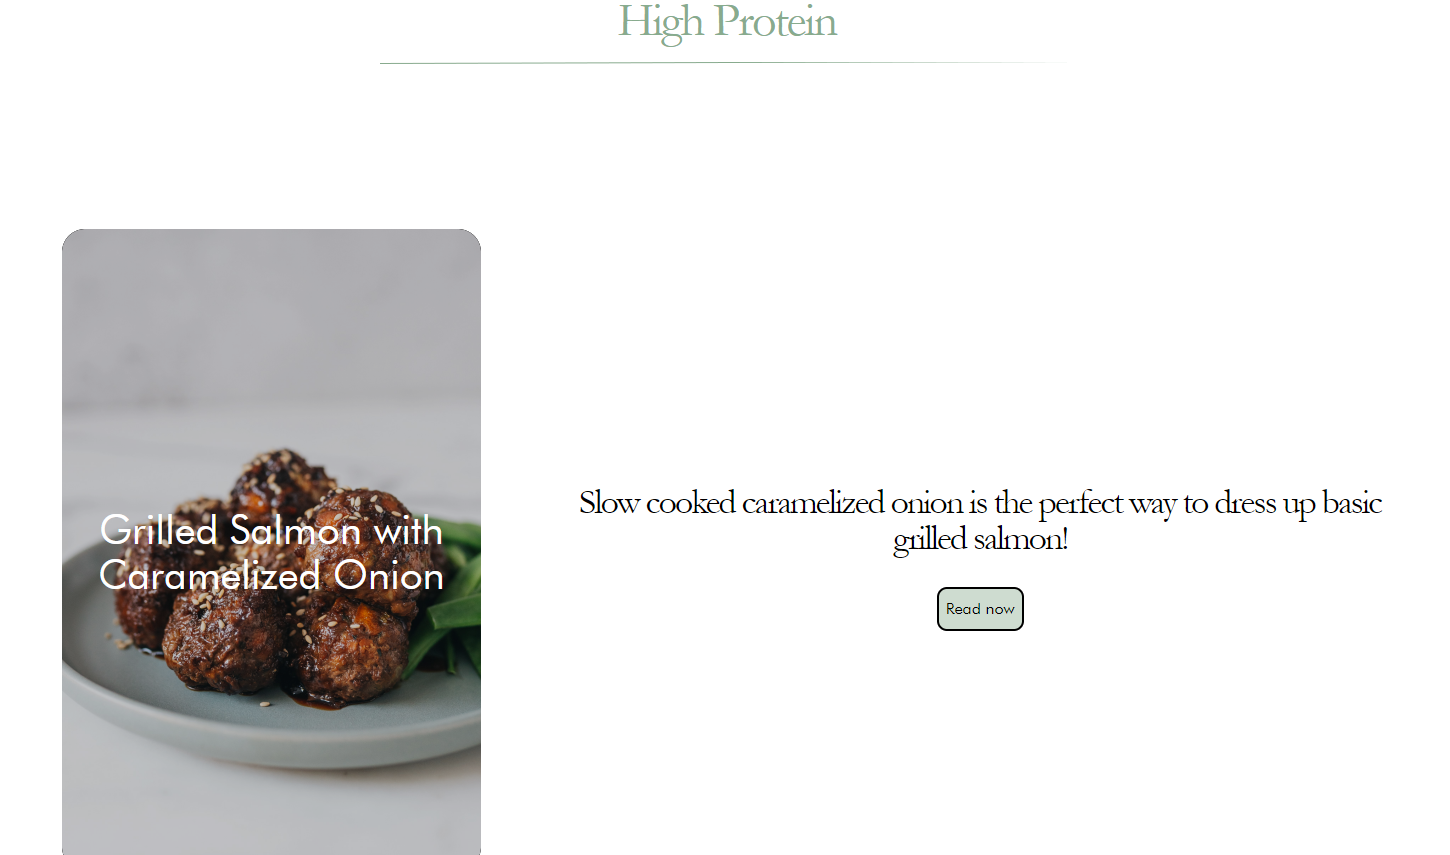 High Protein
Grilled Salmon with
Caramelized Onion
Slow cooked caramelized onion is the perfect way to dress up basic
grilled salmon!
Read now